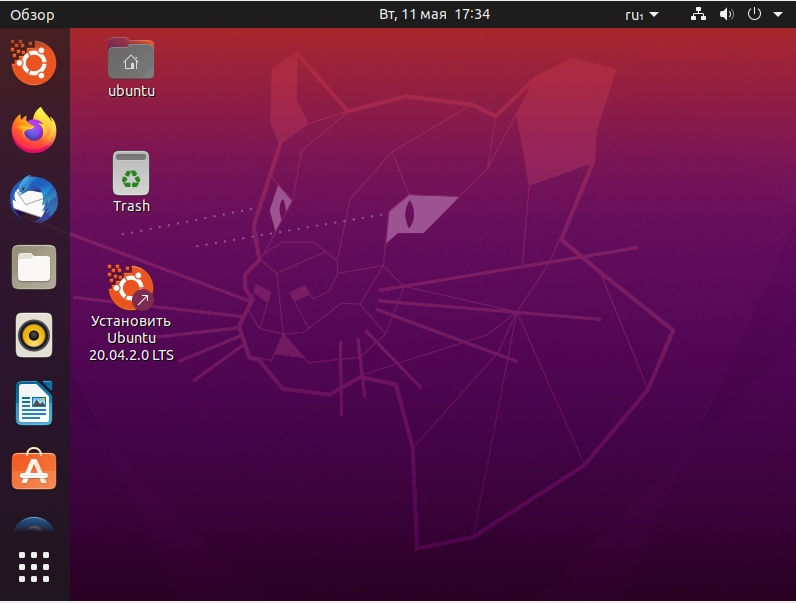 Обзор
Вт, 11 мая 17:34
ru₁
ubuntu
Trash
Установить
Ubuntu
20.04.2.0 LTS